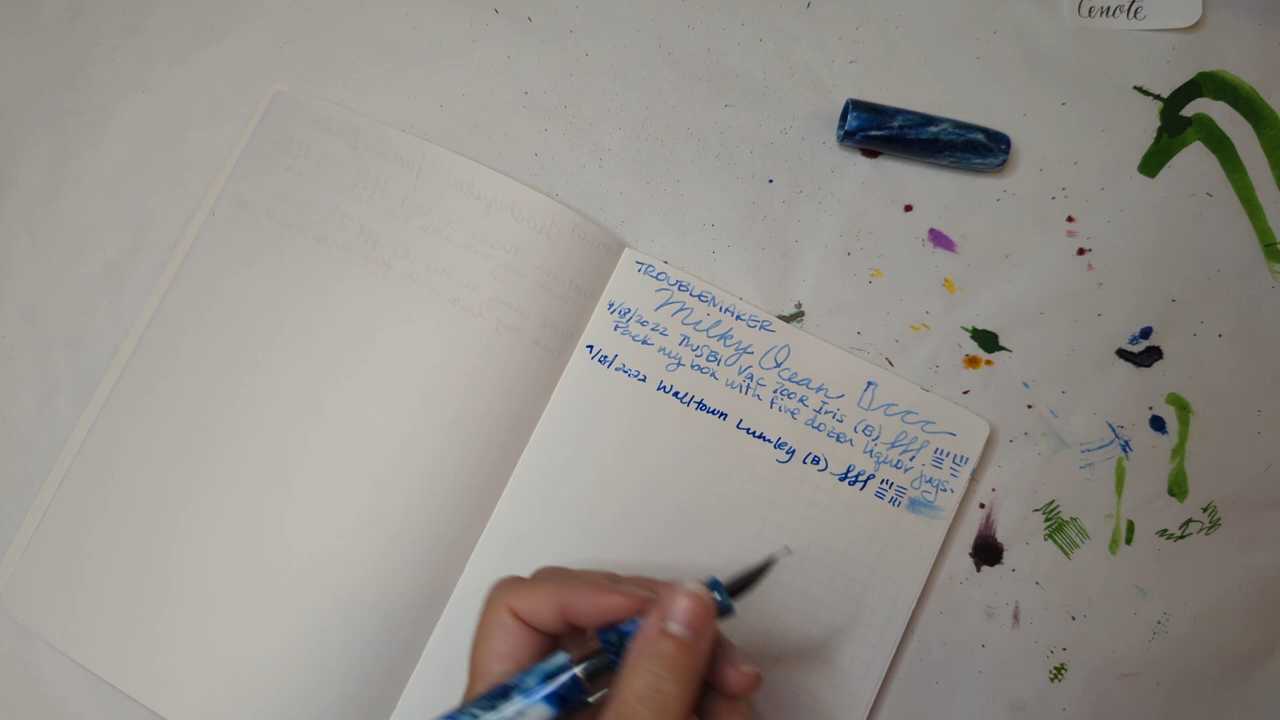 Cenote
TROUBLEMAKER
Milky Ocean
4/18/2022 TWSBI Vac 700R Iris (B)
Pack my box with five dozen liquor jugs.
9/18/2022 Walltown Lumley (B)